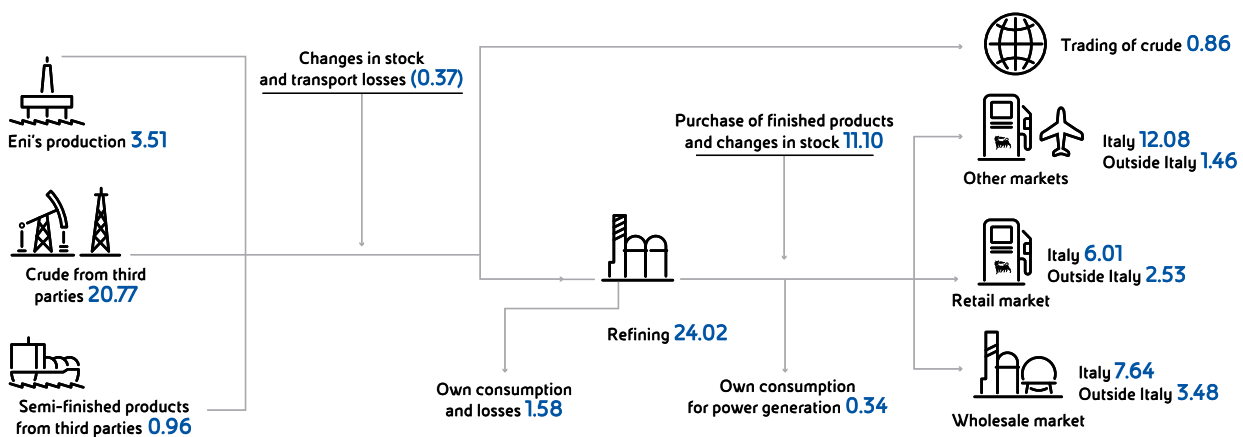 Eni's production 3.51
Crude from third
parties 20.77
Semi-finished products
from third parties 0.96
Changes in stock
and transport losses (0.37)
Refining 24.02
Own consumption
and losses 1.58
Purchase of finished products
and changes in stock 11.10
Own consumption
for power generation 0.34
Trading of crude 0.86
Italy 12.08
Outside Italy 1.46
Other markets
Italy 6.01
Outside Italy 2.53
Retail market
Italy 7.64
Outside Italy 3.48
Wholesale market